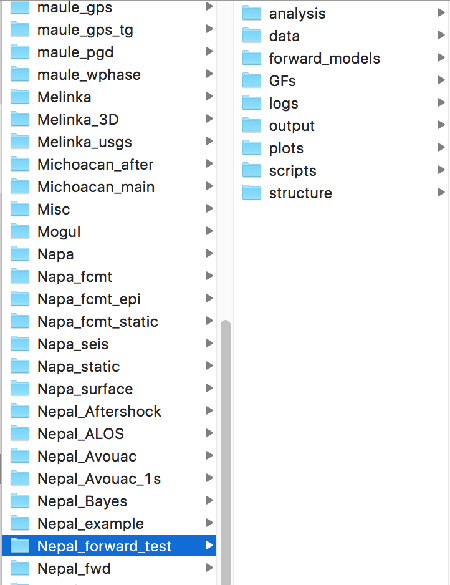 maule_gps
maule_gps_tg
maule_pgd
maule_wphase
Melinka
Melinka_3D
Melinka_usgs
Michoacan_after
Michoacan_main
Misc
Mogul
Napa
Napa_fcmt
Napa_fcmt_epi
Napa_fcmt_static
Napa_seis
Napa_static
Napa_surface
Nepal_Aftershock
Nepal_ALOS
Nepal_Avouac
Nepal_Avouac_1s
Nepal_Bayes
Nepal_example
Nepal_forward_test
Nepal_fwd
analysis
data
forward_models
GFs
logs
output
plots
scripts
structure